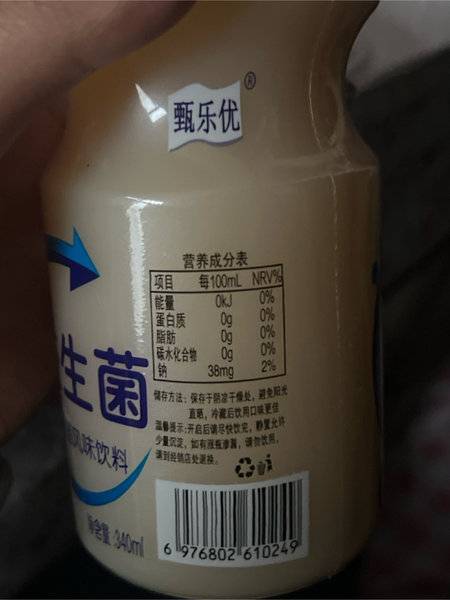 甄乐优®
营养成分表
项目 每100mL NRV%
能量 0kJ 0%
蛋白质 0g 0%
脂肪 0g 0%
碳水化合物 0g 0%
钠 38mg 2%
储存方法：保存于阴凉干燥处，避免阳光
直晒，冷藏后饮用口味更佳
温馨提示：开启后请尽快饮完，静置允许
少量沉淀，如有涨瓶渗漏，请勿饮用，
请到经销店处退换。
生菌
风味饮料
净含量：340ml
6 976802 610249